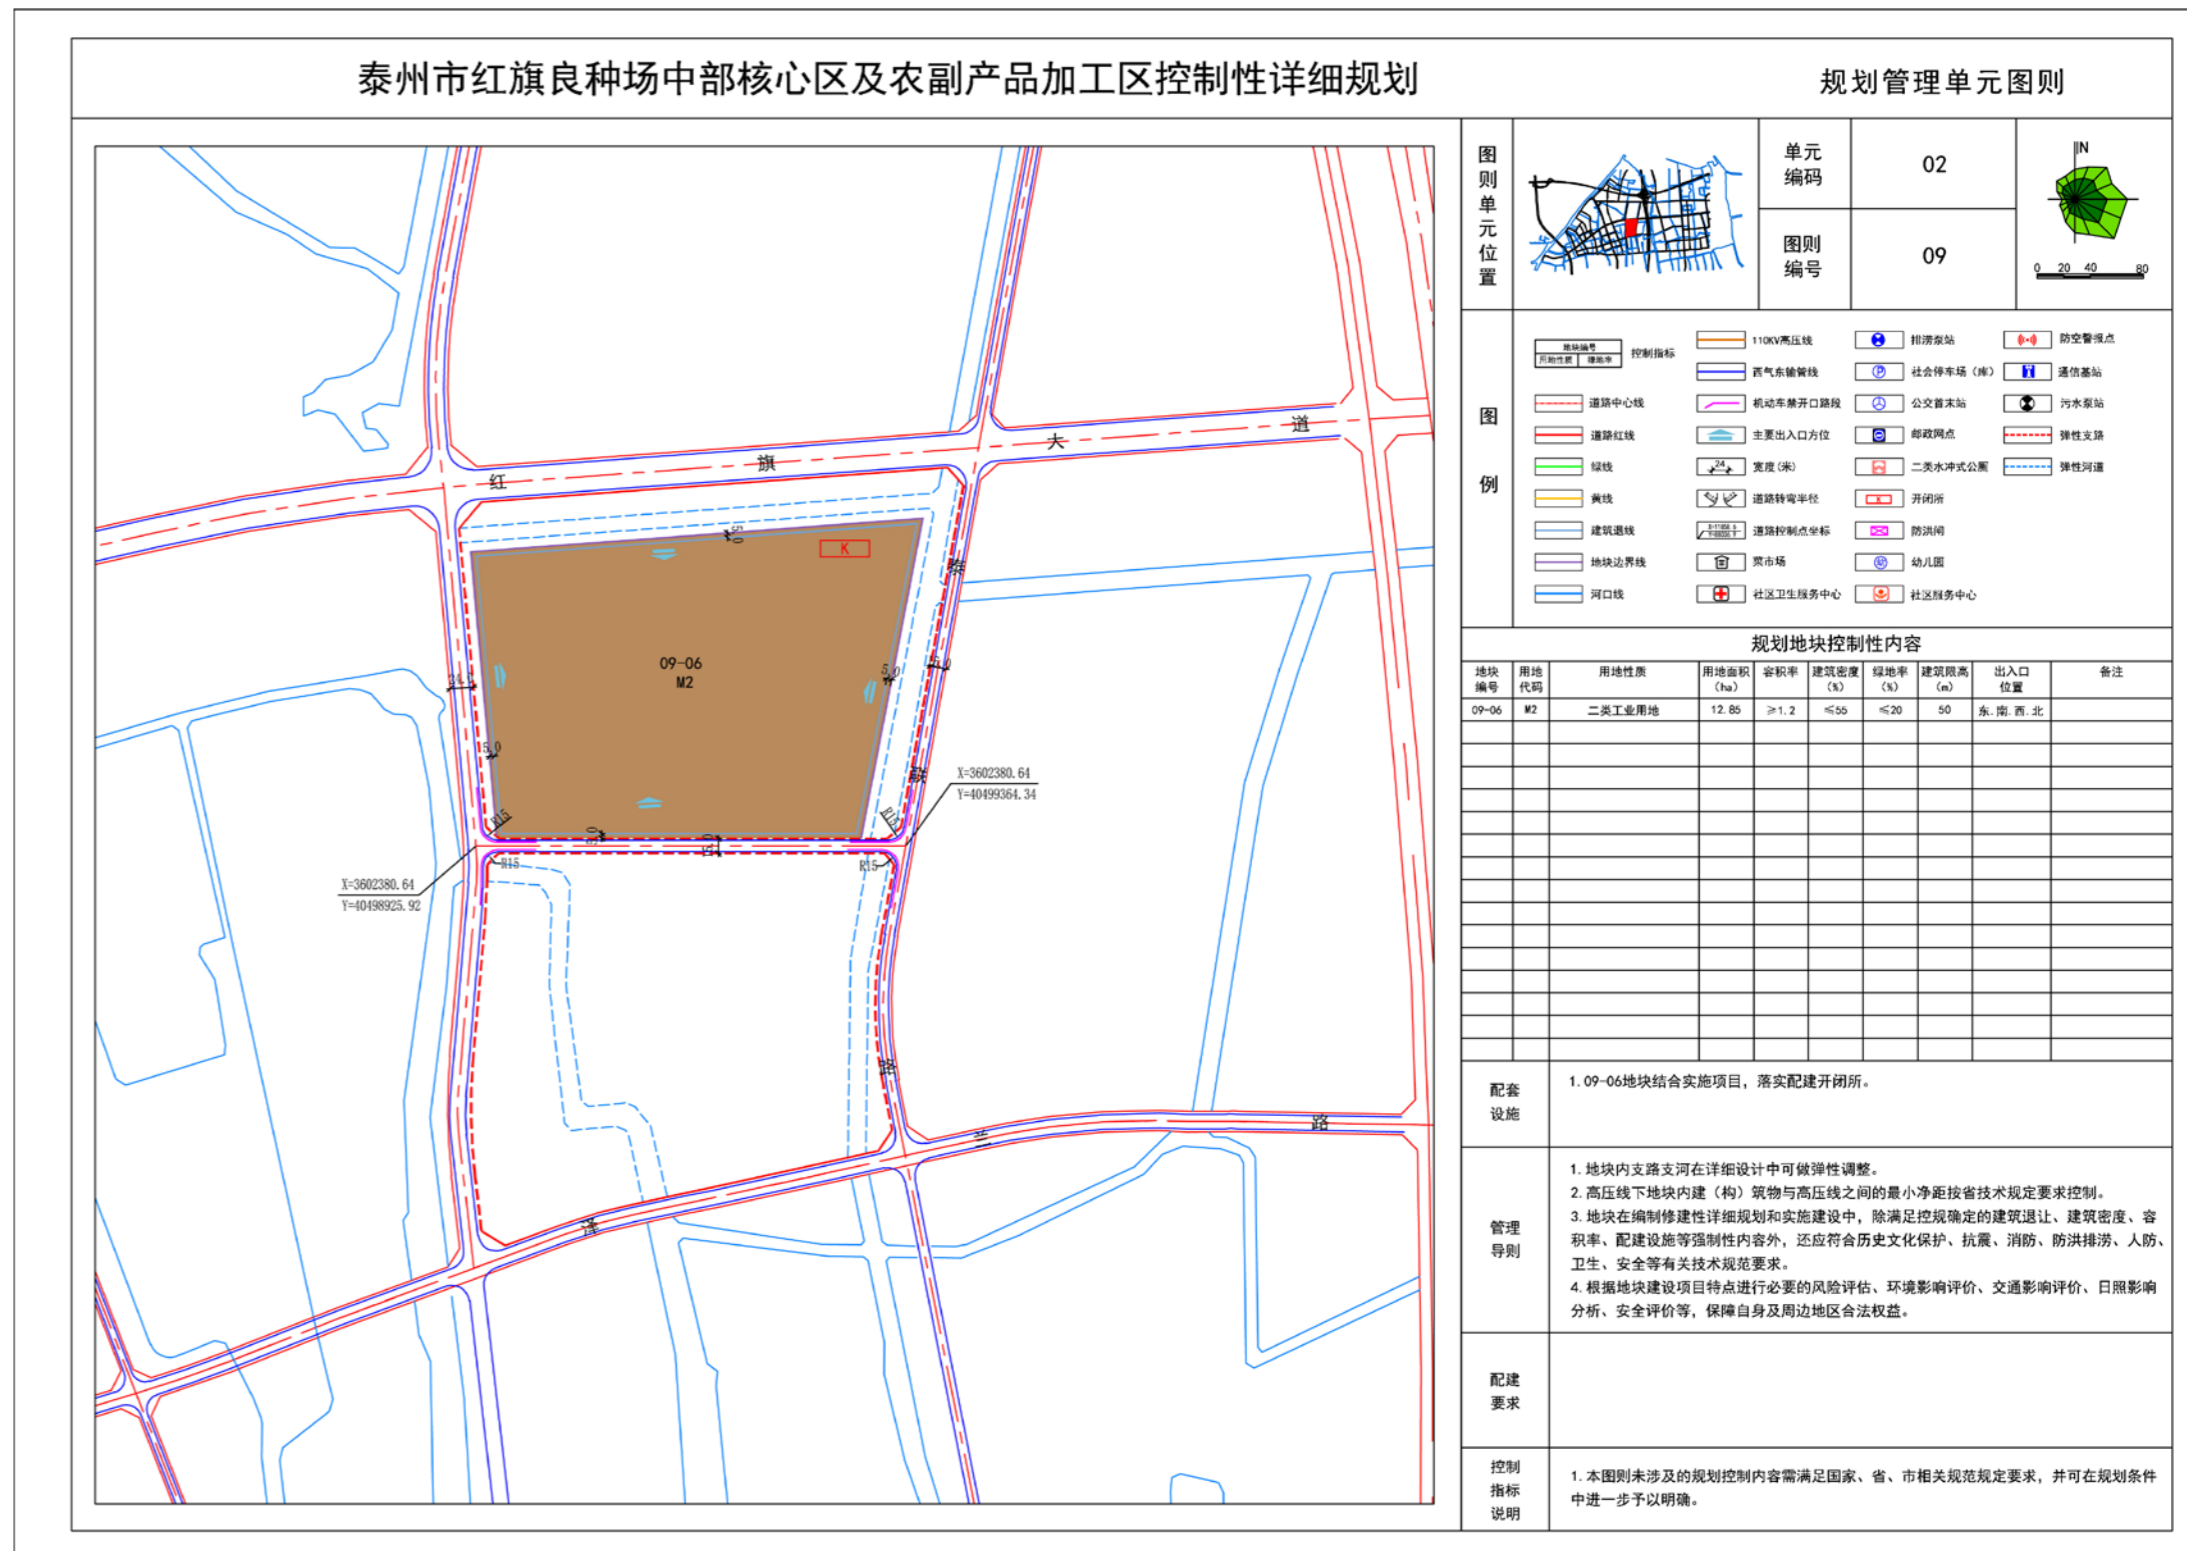 泰州市红旗良种场中部核心区及农副产品加工区控制性详细规划
规划管理单元图则
图则单元位置
单元编码
02
图则编号
09
N
0 20 40 80
图例
地块编号
用地性质 绿地率
控制指标
道路中心线
道路红线
绿线
黄线
建筑退线
地块边界线
河口线
110KV高压线
西气东输管线
机动车禁开口路段
主要出入口方位
24
宽度(米)
道路转弯半径
道路控制点坐标
菜市场
社区卫生服务中心
排涝泵站
P
社会停车场（库）
公交首末站
邮政网点
二类水冲式公厕
K
开闭所
防洪闸
幼儿园
社区服务中心
防空警报点
通信基站
污水泵站
弹性支路
弹性河道
规划地块控制性内容
地块编号 用地代码 用地性质 用地面积(ha) 容积率 建筑密度(%) 绿地率(%) 建筑限高(m) 出入口位置 备注
09-06 M2 二类工业用地 12.85 ≥1.2 ≤55 ≤20 50 东.南.西.北
配套设施
1.09-06地块结合实施项目，落实配建开闭所。
管理导则
1.地块内支路支河在详细设计中可做弹性调整。
2.高压线下地块内建（构）筑物与高压线之间的最小净距按省技术规定要求控制。
3.地块在编制修建性详细规划和实施建设中，除满足控规确定的建筑退让、建筑密度、容
积率、配建设施等强制性内容外，还应符合历史文化保护、抗震、消防、防洪排涝、人防、
卫生、安全等有关技术规范要求。
4.根据地块建设项目特点进行必要的风险评估、环境影响评价、交通影响评价、日照影响
分析、安全评价等，保障自身及周边地区合法权益。
配建要求
控制指标说明
1.本图则未涉及的规划控制内容需满足国家、省、市相关规范规定要求，并可在规划条件
中进一步予以明确。
红 旗 大 道
K
5.0
09-06
M2
5.0
5.0
X=3602380.64
Y=40499364.34
R15
R15
R15
R15
X=3602380.64
Y=40498925.92
兰 路